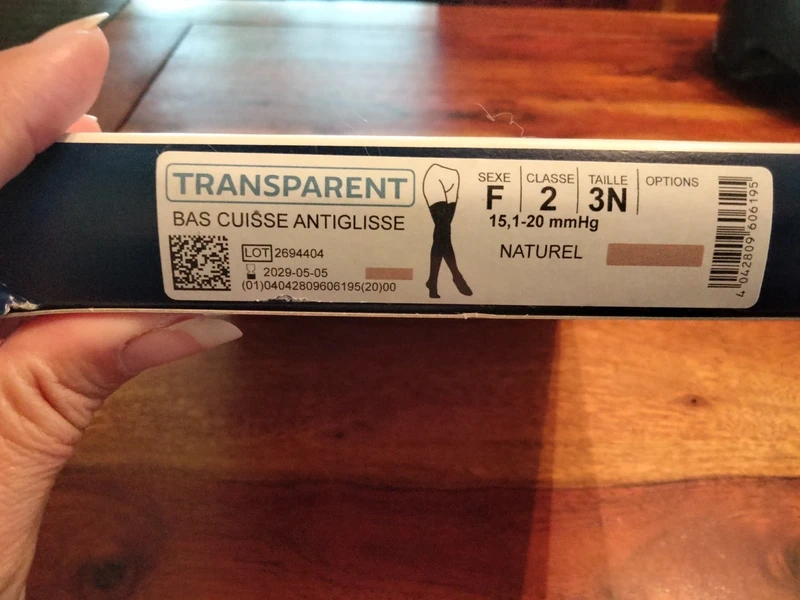 TRANSPARENT
BAS CUISSE ANTIGLISSE
LOT 2694404
2029-05-05
(01)04042809606195(20)00
SEXE CLASSE TAILLE OPTIONS
F 2 3N
15,1-20 mmHg
NATUREL
4 042809 606195